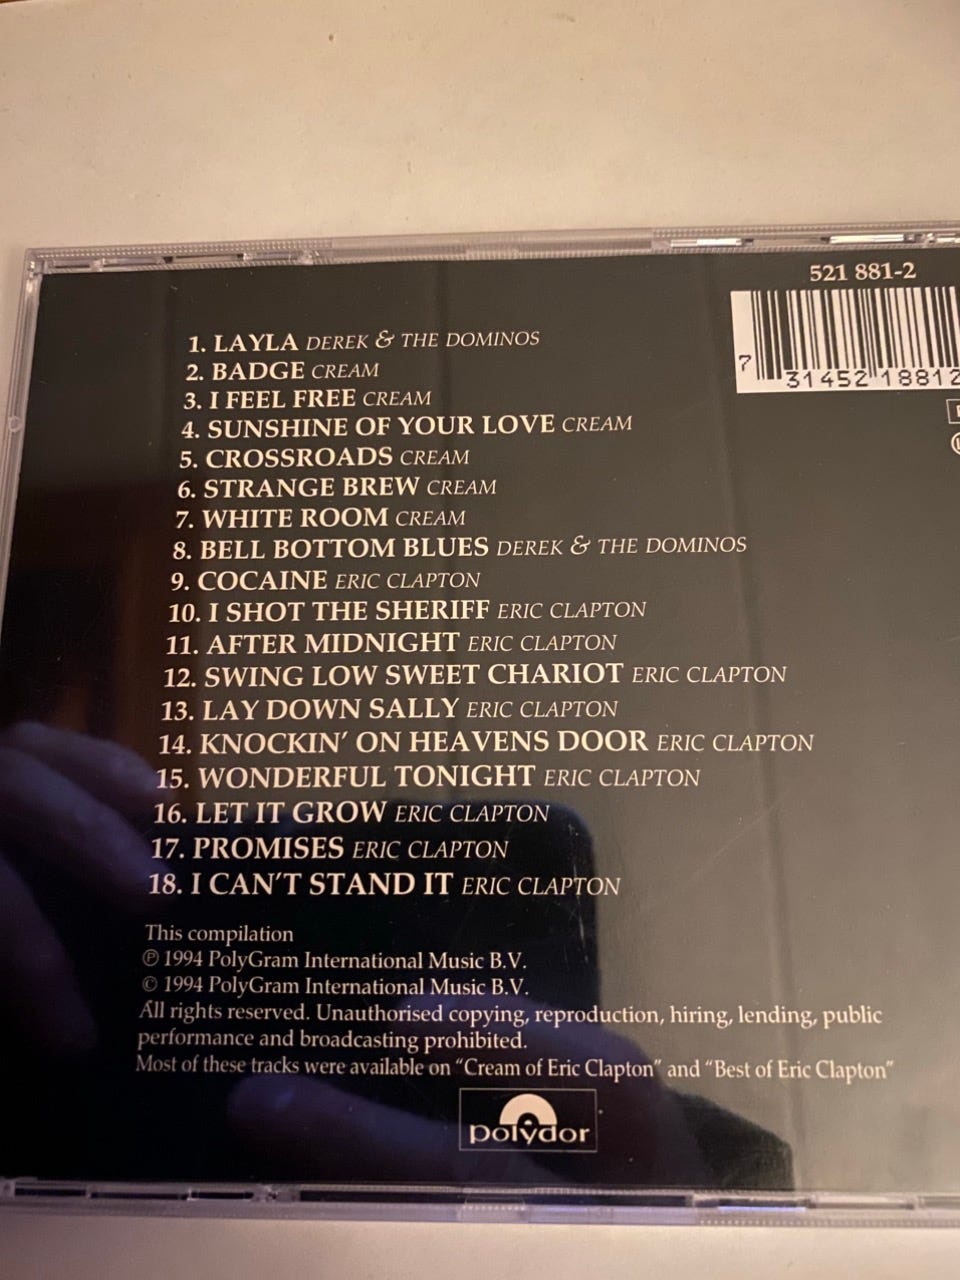 521 881-2
7 31452 18812
1. LAYLA DEREK & THE DOMINOS
2. BADGE CREAM
3. I FEEL FREE CREAM
4. SUNSHINE OF YOUR LOVE CREAM
5. CROSSROADS CREAM
6. STRANGE BREW CREAM
7. WHITE ROOM CREAM
8. BELL BOTTOM BLUES DEREK & THE DOMINOS
9. COCAINE ERIC CLAPTON
10. I SHOT THE SHERIFF ERIC CLAPTON
11. AFTER MIDNIGHT ERIC CLAPTON
12. SWING LOW SWEET CHARIOT ERIC CLAPTON
13. LAY DOWN SALLY ERIC CLAPTON
14. KNOCKIN' ON HEAVENS DOOR ERIC CLAPTON
15. WONDERFUL TONIGHT ERIC CLAPTON
16. LET IT GROW ERIC CLAPTON
17. PROMISES ERIC CLAPTON
18. I CAN'T STAND IT ERIC CLAPTON
This compilation
℗ 1994 PolyGram International Music B.V.
© 1994 PolyGram International Music B.V.
All rights reserved. Unauthorised copying, reproduction, hiring, lending, public
performance and broadcasting prohibited.
Most of these tracks were available on "Cream of Eric Clapton" and "Best of Eric Clapton"
polydor